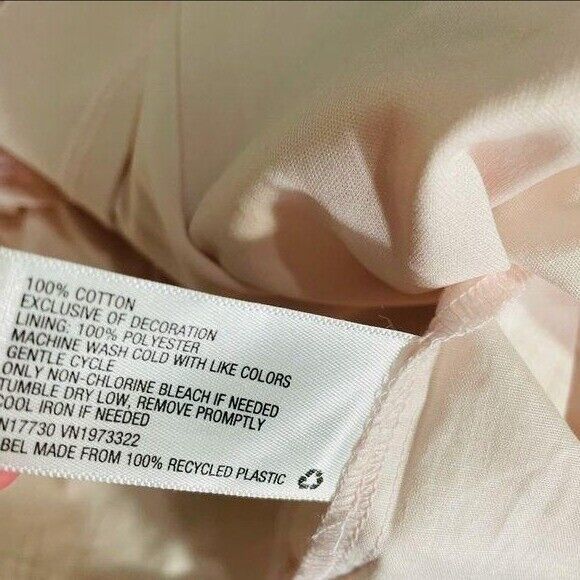 100% COTTON
EXCLUSIVE OF DECORATION
LINING: 100% POLYESTER
MACHINE WASH COLD WITH LIKE COLORS
GENTLE CYCLE
ONLY NON-CHLORINE BLEACH IF NEEDED
TUMBLE DRY LOW, REMOVE PROMPTLY
COOL IRON IF NEEDED
N17730 VN1973322
BEL MADE FROM 100% RECYCLED PLASTIC